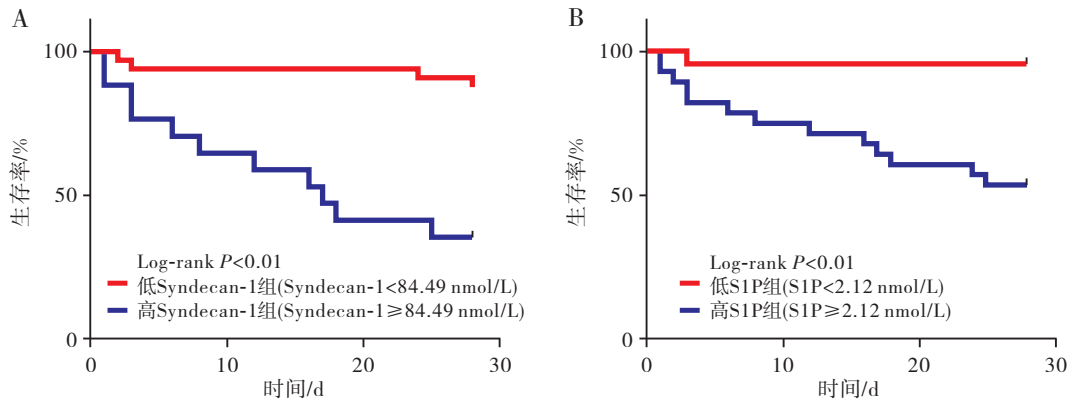 A
100
50
0
生存率/%
Log-rank P<0.01
低Syndecan-1组(Syndecan-1<84.49 nmol/L)
高Syndecan-1组(Syndecan-1≥84.49 nmol/L)
0 10 20 30
时间/d
B
100
50
0
生存率/%
Log-rank P<0.01
低S1P组(S1P<2.12 nmol/L)
高S1P组(S1P≥2.12 nmol/L)
0 10 20 30
时间/d